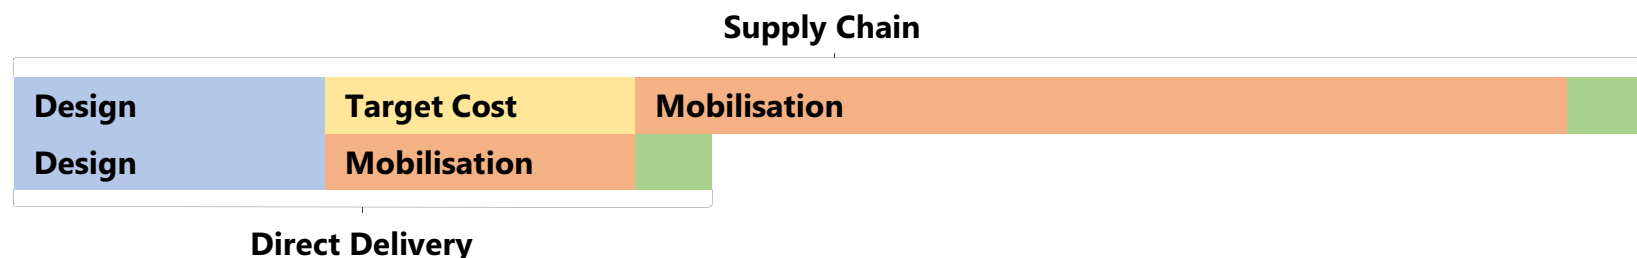 Supply Chain
Design Target Cost Mobilisation
Design Mobilisation
Direct Delivery